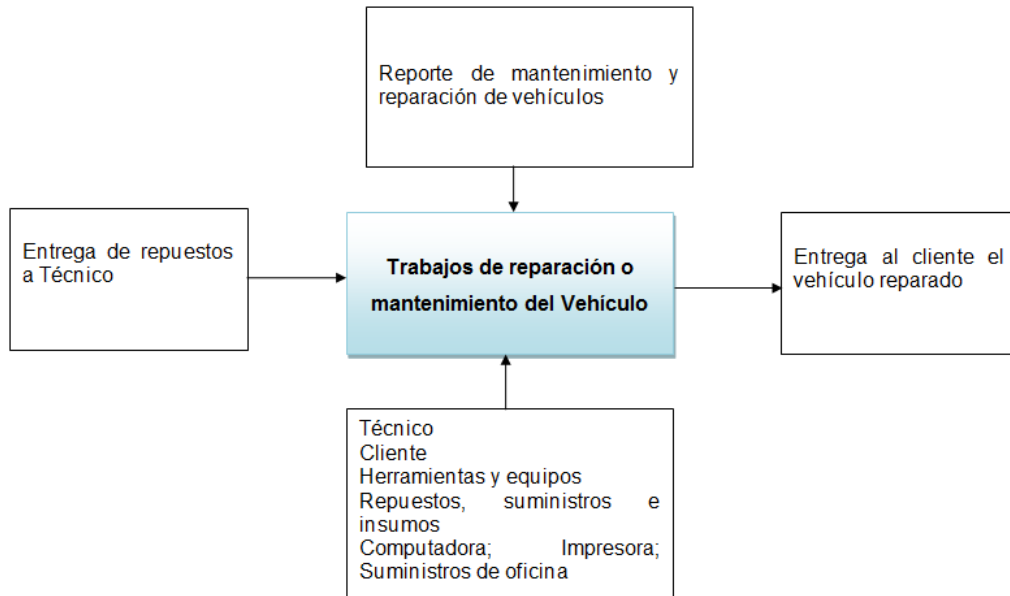 Reporte de mantenimiento y
reparación de vehículos
Entrega de repuestos
a Técnico
Trabajos de reparación o
mantenimiento del Vehículo
Entrega al cliente el
vehículo reparado
Técnico
Cliente
Herramientas y equipos
Repuestos, suministros e
insumos
Computadora; Impresora;
Suministros de oficina